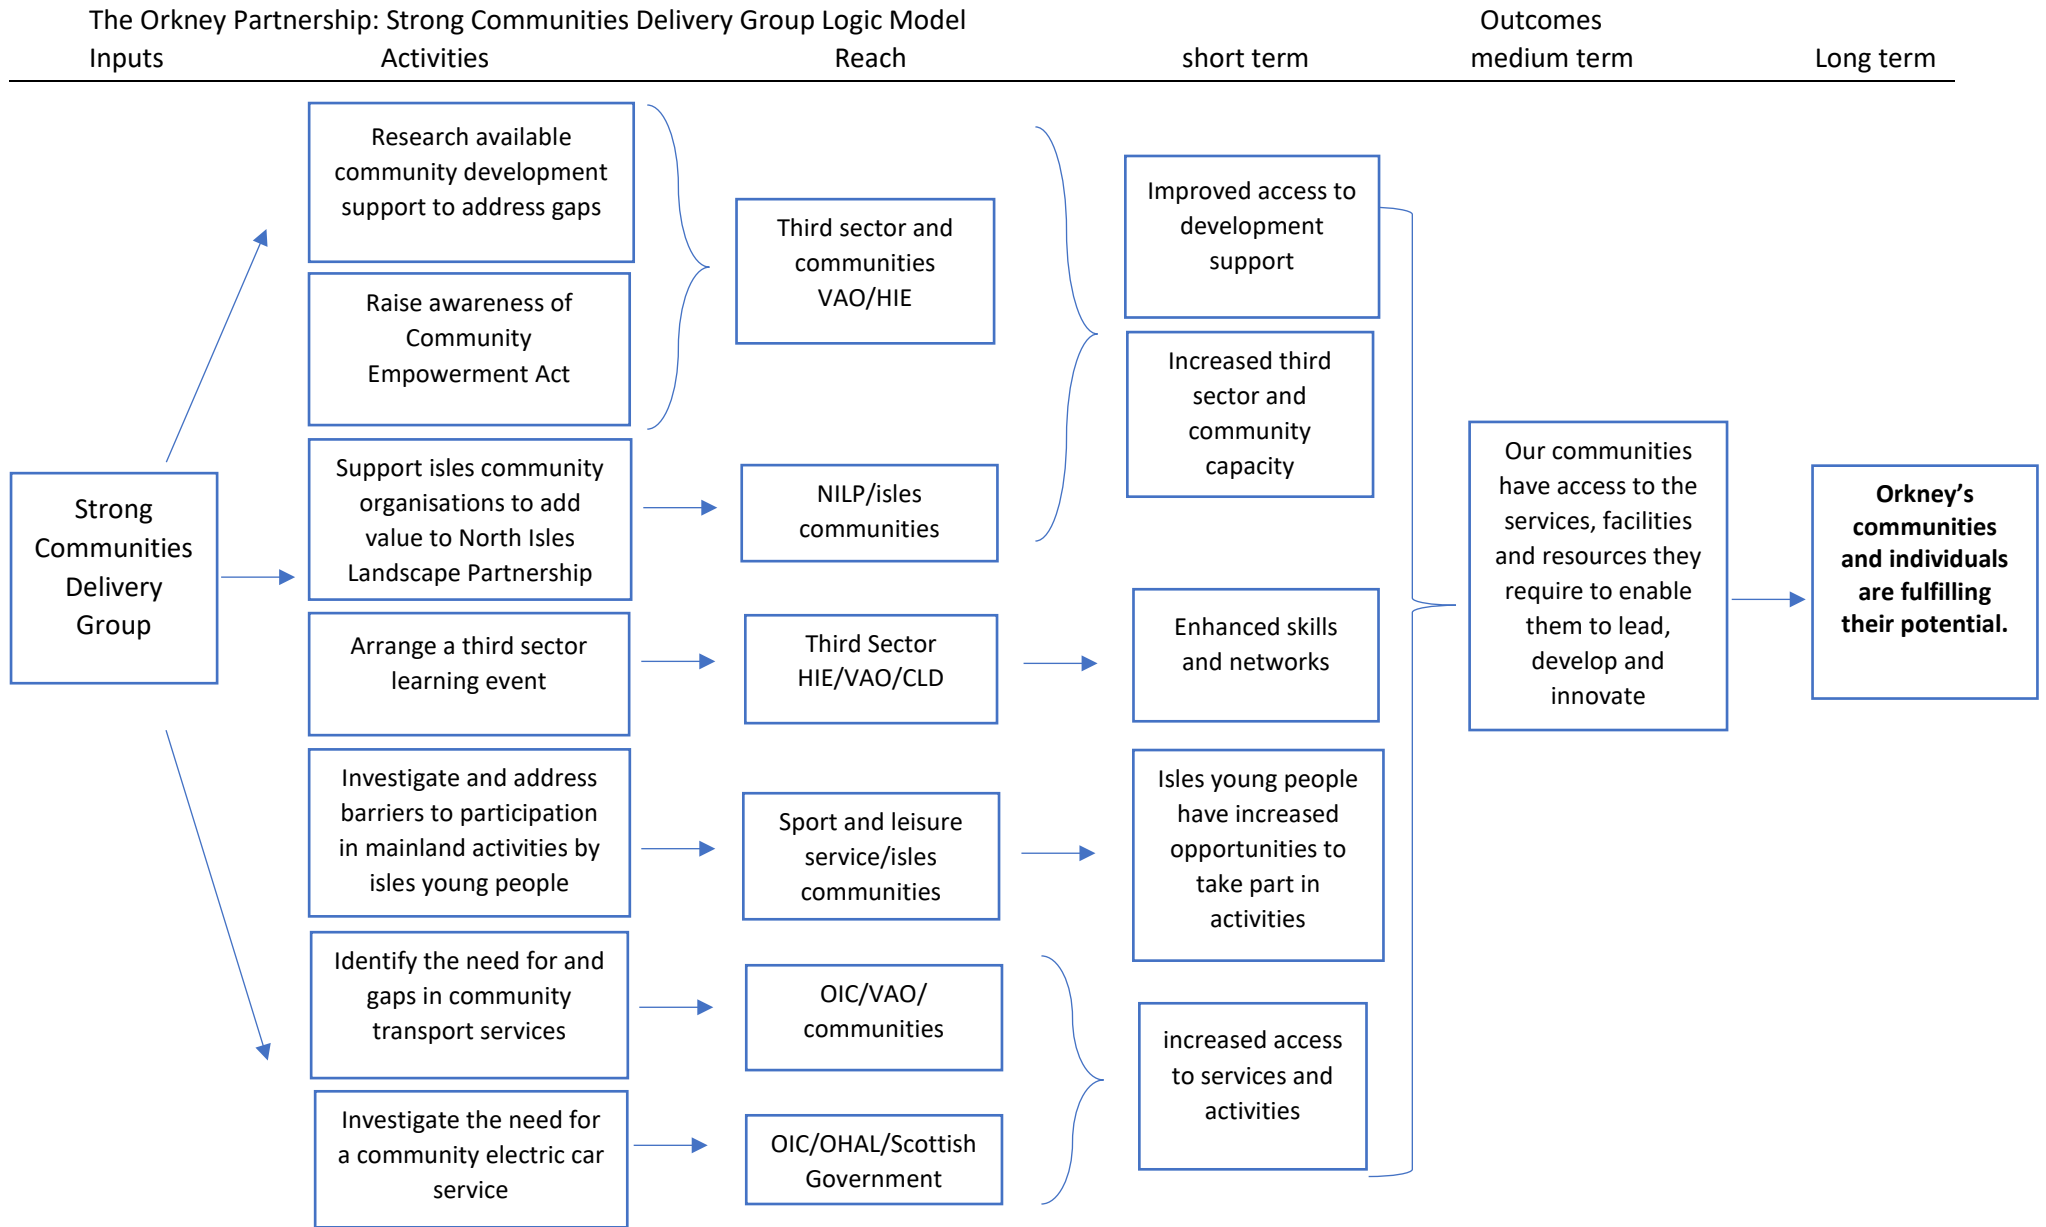 The Orkney Partnership: Strong Communities Delivery Group Logic Model
Outcomes
Inputs
Activities
Reach
short term
medium term
Long term
Strong
Communities
Delivery
Group
Research available
community development
support to address gaps
Raise awareness of
Community
Empowerment Act
Support isles community
organisations to add
value to North Isles
Landscape Partnership
Arrange a third sector
learning event
Investigate and address
barriers to participation
in mainland activities by
isles young people
Identify the need for and
gaps in community
transport services
Investigate the need for
a community electric car
service
Third sector and
communities
VAO/HIE
NILP/isles
communities
Third Sector
HIE/VAO/CLD
Sport and leisure
service/isles
communities
OIC/VAO/
communities
OIC/OHAL/Scottish
Government
Improved access to
development
support
Increased third
sector and
community
capacity
Enhanced skills
and networks
Isles young people
have increased
opportunities to
take part in
activities
increased access
to services and
activities
Our communities
have access to the
services, facilities
and resources they
require to enable
them to lead,
develop and
innovate
Orkney’s
communities
and individuals
are fulfilling
their potential.